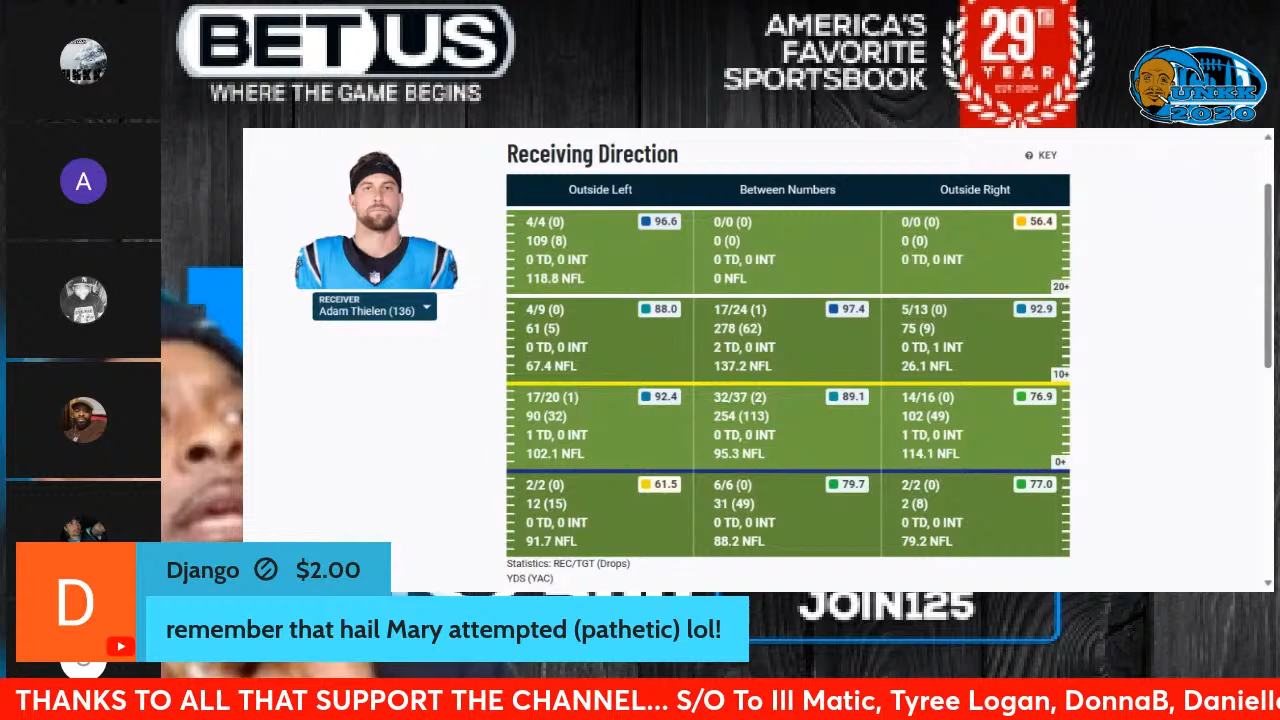 BETUS
WHERE THE GAME BEGINS
AMERICA'S
FAVORITE
SPORTSBOOK
29TH
YEAR
EST. 1994
QUNKK
2020
A
Receiving Direction
KEY
RECEIVER
Adam Thielen (136)
Outside Left Between Numbers Outside Right
4/4 (0) 96.6 0/0 (0) 0/0 (0) 56.4
109 (8) 0 (0) 0 (0)
0 TD, 0 INT 0 TD, 0 INT 0 TD, 0 INT
118.8 NFL 0 NFL
20+
4/9 (0) 88.0 17/24 (1) 97.4 5/13 (0) 92.9
61 (5) 278 (62) 75 (9)
0 TD, 0 INT 2 TD, 0 INT 0 TD, 1 INT
67.4 NFL 137.2 NFL 26.1 NFL
10+
17/20 (1) 92.4 32/37 (2) 89.1 14/16 (0) 76.9
90 (32) 254 (113) 102 (49)
1 TD, 0 INT 0 TD, 0 INT 1 TD, 0 INT
102.1 NFL 95.3 NFL 114.1 NFL
0+
2/2 (0) 61.5 6/6 (0) 79.7 2/2 (0) 77.0
12 (15) 31 (49) 2 (8)
0 TD, 0 INT 0 TD, 0 INT 0 TD, 0 INT
91.7 NFL 88.2 NFL 79.2 NFL
Statistics: REC/TGT (Drops)
YDS (YAC)
D
Django $2.00
remember that hail Mary attempted (pathetic) lol!
JOIN125
THANKS TO ALL THAT SUPPORT THE CHANNEL... S/O To Ill Matic, Tyree Logan, DonnaB, Danielle